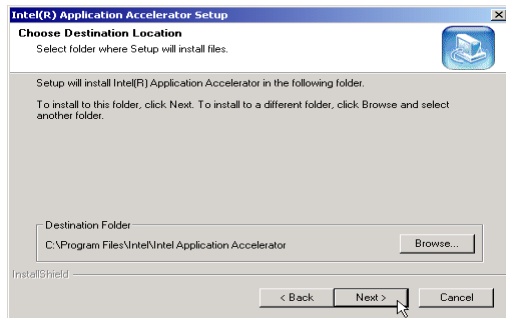 Intel(R) Application Accelerator Setup
Choose Destination Location
Select folder where Setup will install files.
Setup will install Intel(R) Application Accelerator in the following folder.
To install to this folder, click Next. To install to a different folder, click Browse and select
another folder.
Destination Folder
C:\Program Files\Intel\Intel Application Accelerator
Browse...
InstallShield
< Back
Next >
Cancel